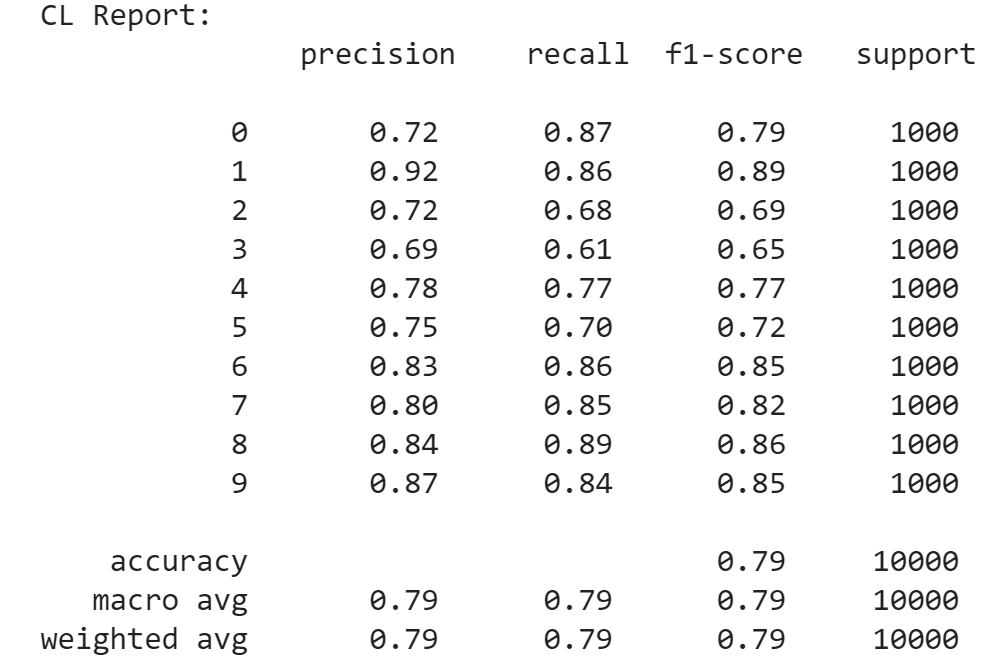 CL Report:
precision recall f1-score support
0 0.72 0.87 0.79 1000
1 0.92 0.86 0.89 1000
2 0.72 0.68 0.69 1000
3 0.69 0.61 0.65 1000
4 0.78 0.77 0.77 1000
5 0.75 0.70 0.72 1000
6 0.83 0.86 0.85 1000
7 0.80 0.85 0.82 1000
8 0.84 0.89 0.86 1000
9 0.87 0.84 0.85 1000
accuracy 0.79 10000
macro avg 0.79 0.79 0.79 10000
weighted avg 0.79 0.79 0.79 10000